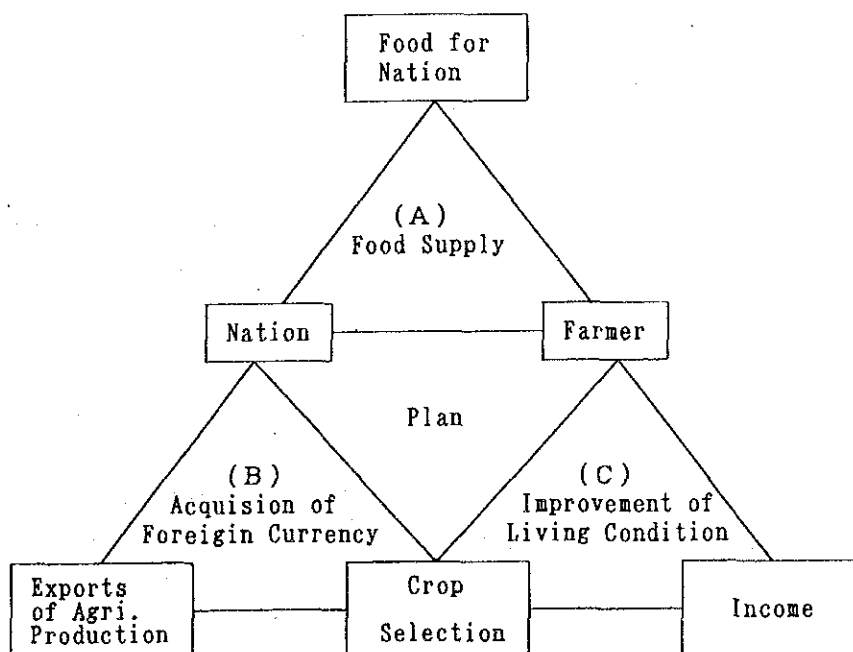 Food for
Nation
(A)
Food Supply
Nation
Farmer
Plan
(B)
Acquision of
Foreigin Currency
(C)
Improvement of
Living Condition
Exports
of Agri.
Production
Crop
Selection
Income